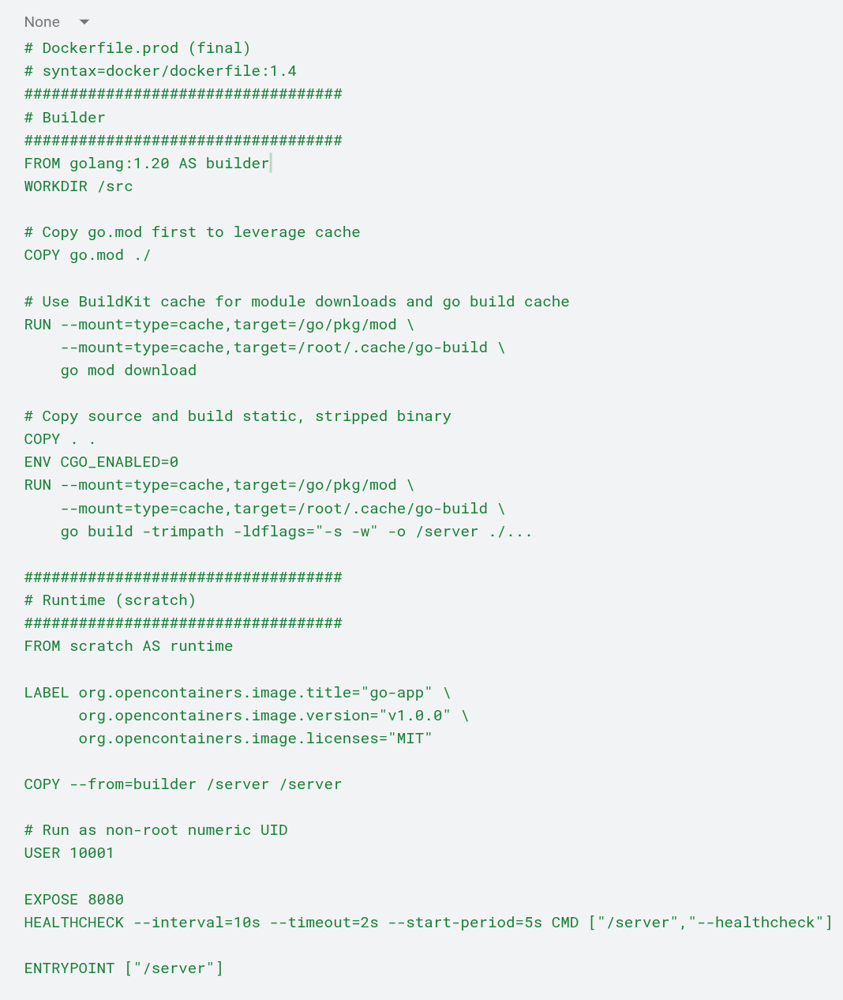 None
# Dockerfile.prod (final)
# syntax=docker/dockerfile:1.4
###################################
# Builder
###################################
FROM golang:1.20 AS builder
WORKDIR /src

# Copy go.mod first to leverage cache
COPY go.mod ./

# Use BuildKit cache for module downloads and go build cache
RUN --mount=type=cache,target=/go/pkg/mod \
    --mount=type=cache,target=/root/.cache/go-build \
    go mod download

# Copy source and build static, stripped binary
COPY . .
ENV CGO_ENABLED=0
RUN --mount=type=cache,target=/go/pkg/mod \
    --mount=type=cache,target=/root/.cache/go-build \
    go build -trimpath -ldflags="-s -w" -o /server ./...

###################################
# Runtime (scratch)
###################################
FROM scratch AS runtime

LABEL org.opencontainers.image.title="go-app" \
      org.opencontainers.image.version="v1.0.0" \
      org.opencontainers.image.licenses="MIT"

COPY --from=builder /server /server

# Run as non-root numeric UID
USER 10001

EXPOSE 8080
HEALTHCHECK --interval=10s --timeout=2s --start-period=5s CMD ["/server","--healthcheck"]

ENTRYPOINT ["/server"]